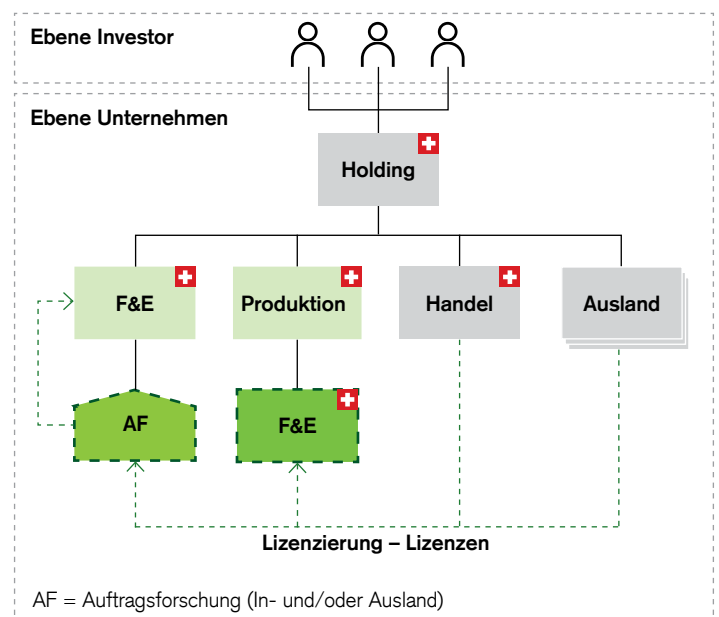 Ebene Investor
Ebene Unternehmen
Holding
F&E
Produktion
Handel
Ausland
AF
F&E
Lizenzierung – Lizenzen
AF = Auftragsforschung (In- und/oder Ausland)